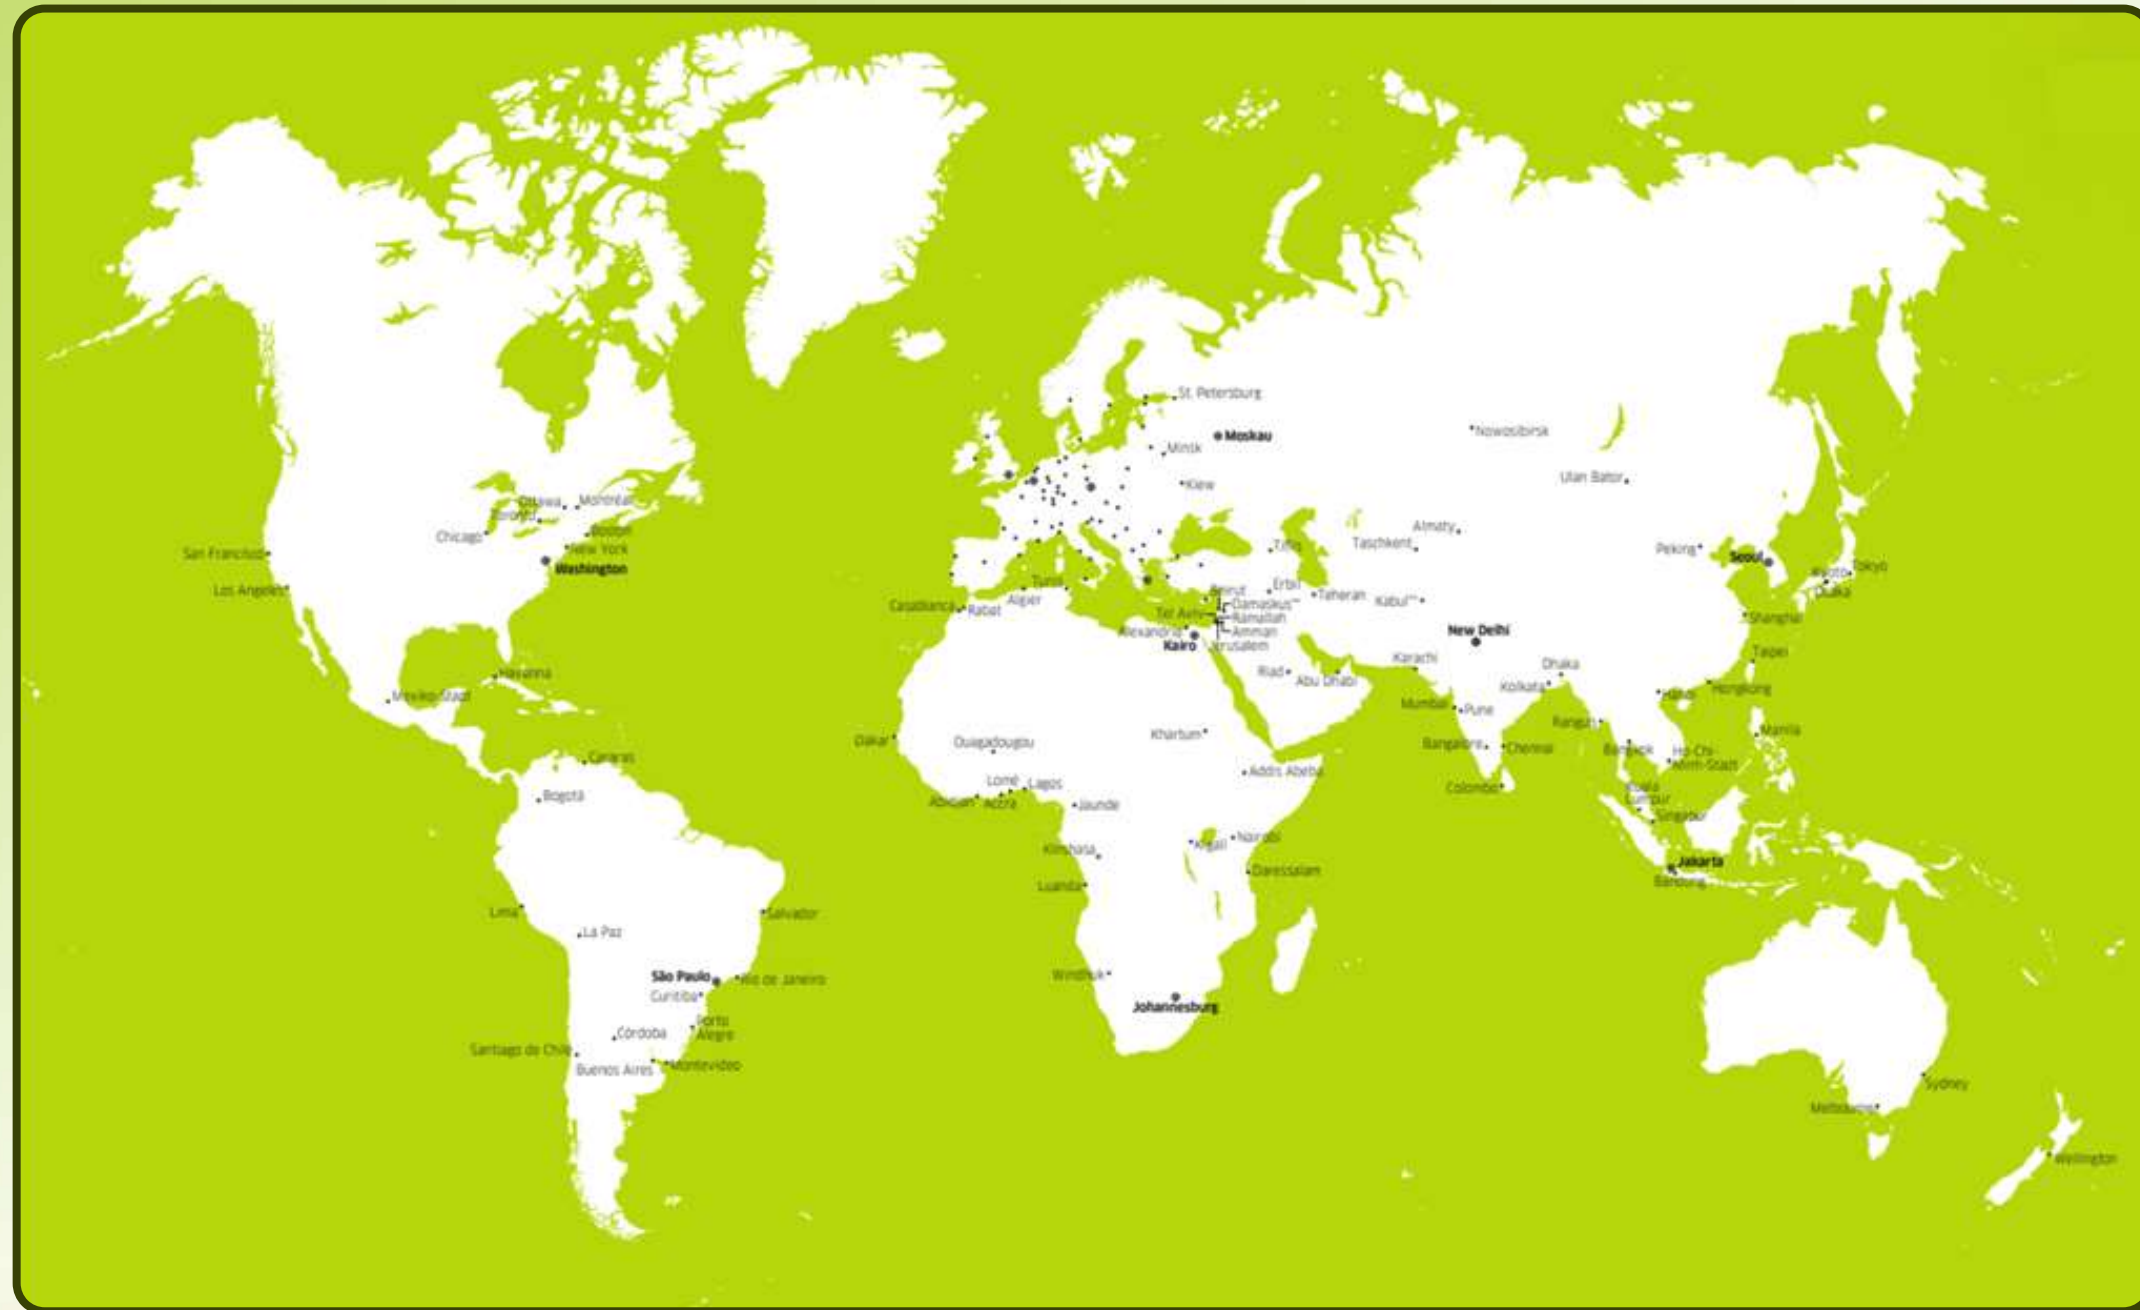 St. Petersburg
Moskau
Nowosibirsk
Minsk
Ulan Bator
Kiew
Ottawa
Montréal
Toronto
Boston
Chicago
New York
Washington
San Francisco
Los Angeles
Almaty
Taschkent
Tiflis
Peking
Seoul
Tokyo
Kyoto
Osaka
Tunis
Algier
Casablanca
Rabat
Beirut
Erbil
Teheran
Kabul**
Damaskus**
Tel Aviv
Ramallah
Alexandria
Amman
Kairo
Jerusalem
New Delhi
Shanghai
Taipei
Karachi
Dhaka
Riad
Abu Dhabi
Kolkata
Hanoi
Hongkong
Havanna
Mexiko-Stadt
Mumbai
Pune
Rangun
Manila
Dakar
Ouagadougou
Khartum
Bangalore
Chennai
Bangkok
Ho-Chi-
Minh-Stadt
Caracas
Bogotá
Lomé
Lagos
Addis Abeba
Colombo
Kuala
Lumpur
Abidjan
Accra
Jaunde
Singapur
Kigali
Nairobi
Kinshasa
Jakarta
Daressalam
Bandung
Luanda
Lima
Salvador
La Paz
São Paulo
Rio de Janeiro
Curitiba
Windhuk
Johannesburg
Porto
Alegre
Córdoba
Santiago de Chile
Buenos Aires
Montevideo
Sydney
Melbourne
Wellington